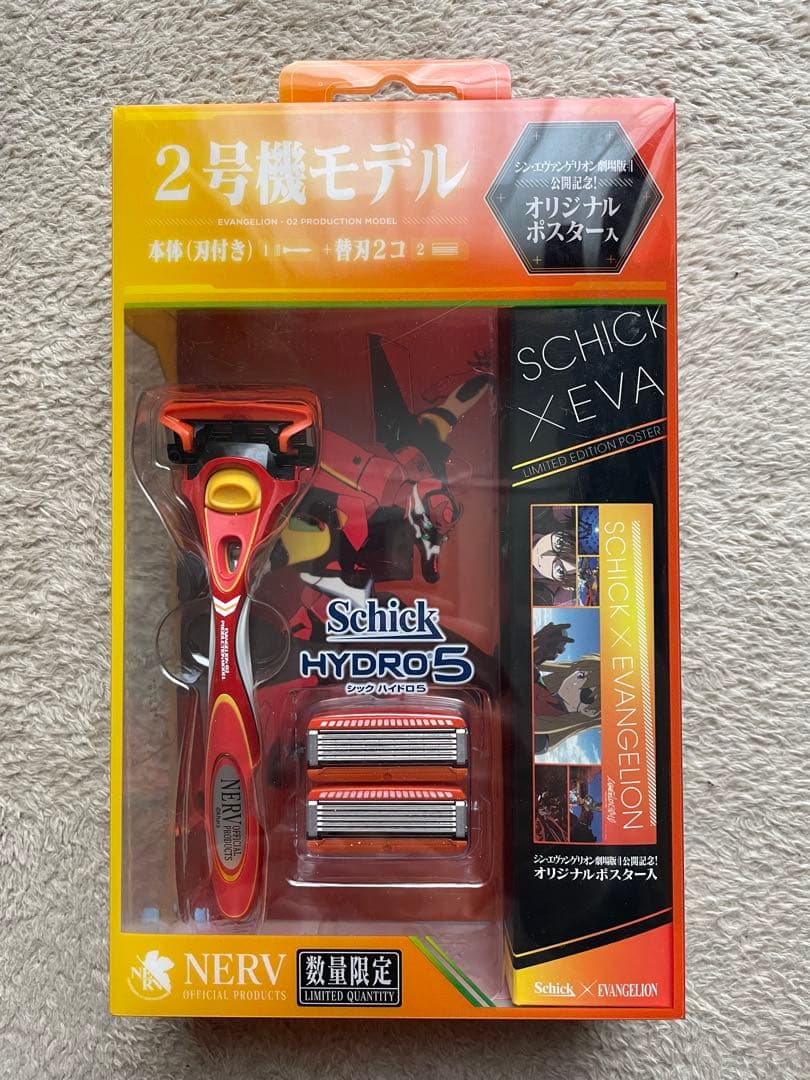 2号機モデル
EVANGELION - 02 PRODUCTION MODEL
本体(刃付き) 1 +替刃2コ 2
シン・エヴァンゲリオン劇場版𝄇
公開記念!
オリジナル
ポスター入
SCHICK
×EVA
LIMITED EDITION POSTER
SCHICK × EVANGELION
EVANGELION-02
PRODUCTION MODEL
Schick
HYDRO5
シック ハイドロ5
NERV OFFICIAL
PRODUCTS
シン・エヴァンゲリオン劇場版𝄇公開記念!
オリジナルポスター入
NERV
NERV
OFFICIAL PRODUCTS
数量限定
LIMITED QUANTITY
Schick × EVANGELION